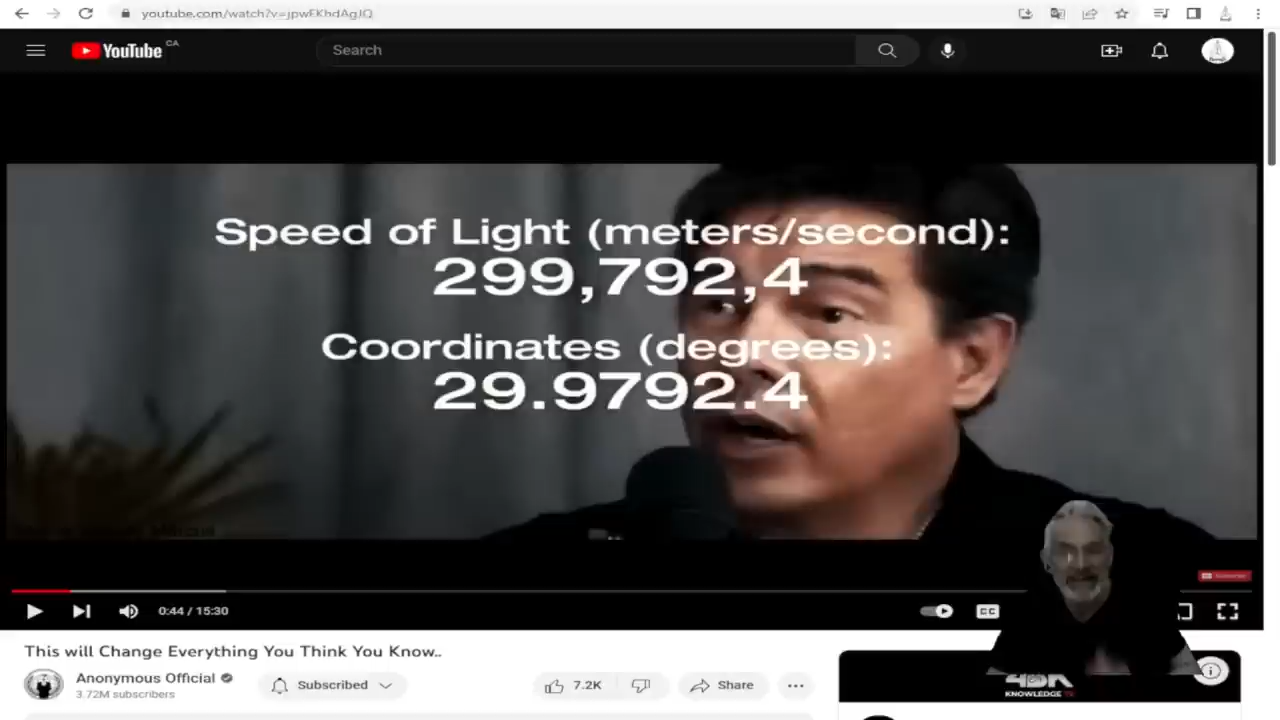 youtube.com/watch?v=jpwEKhdAgJQ
YouTube CA
Search
Speed of Light (meters/second):
299,792,4
Coordinates (degrees):
29.9792.4
0:44 / 15:30
CC
This will Change Everything You Think You Know..
Anonymous Official
3.72M subscribers
Subscribed
7.2K
Share
KNOWLEDGE